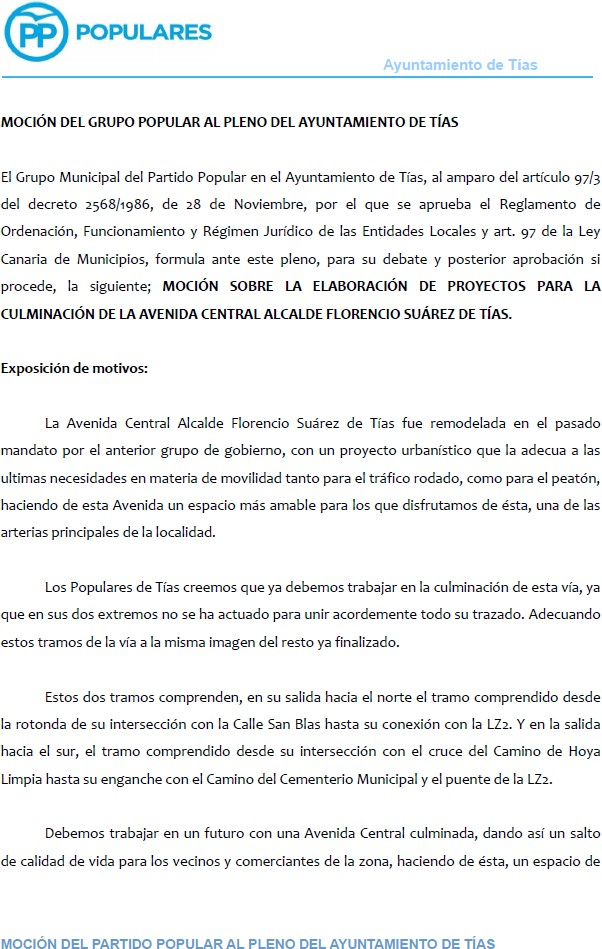 PP POPULARES
Ayuntamiento de Tías
MOCIÓN DEL GRUPO POPULAR AL PLENO DEL AYUNTAMIENTO DE TÍAS
El Grupo Municipal del Partido Popular en el Ayuntamiento de Tías, al amparo del artículo 97/3
del decreto 2568/1986, de 28 de Noviembre, por el que se aprueba el Reglamento de
Ordenación, Funcionamiento y Régimen Jurídico de las Entidades Locales y art. 97 de la Ley
Canaria de Municipios, formula ante este pleno, para su debate y posterior aprobación si
procede, la siguiente; MOCIÓN SOBRE LA ELABORACIÓN DE PROYECTOS PARA LA
CULMINACIÓN DE LA AVENIDA CENTRAL ALCALDE FLORENCIO SUÁREZ DE TÍAS.
Exposición de motivos:
La Avenida Central Alcalde Florencio Suárez de Tías fue remodelada en el pasado
mandato por el anterior grupo de gobierno, con un proyecto urbanístico que la adecua a las
ultimas necesidades en materia de movilidad tanto para el tráfico rodado, como para el peatón,
haciendo de esta Avenida un espacio más amable para los que disfrutamos de ésta, una de las
arterias principales de la localidad.
Los Populares de Tías creemos que ya debemos trabajar en la culminación de esta vía, ya
que en sus dos extremos no se ha actuado para unir acordemente todo su trazado. Adecuando
estos tramos de la vía a la misma imagen del resto ya finalizado.
Estos dos tramos comprenden, en su salida hacia el norte el tramo comprendido desde
la rotonda de su intersección con la Calle San Blas hasta su conexión con la LZ2. Y en la salida
hacia el sur, el tramo comprendido desde su intersección con el cruce del Camino de Hoya
Limpia hasta su enganche con el Camino del Cementerio Municipal y el puente de la LZ2.
Debemos trabajar en un futuro con una Avenida Central culminada, dando así un salto
de calidad de vida para los vecinos y comerciantes de la zona, haciendo de ésta, un espacio de
MOCIÓN DEL PARTIDO POPULAR AL PLENO DEL AYUNTAMIENTO DE TÍAS